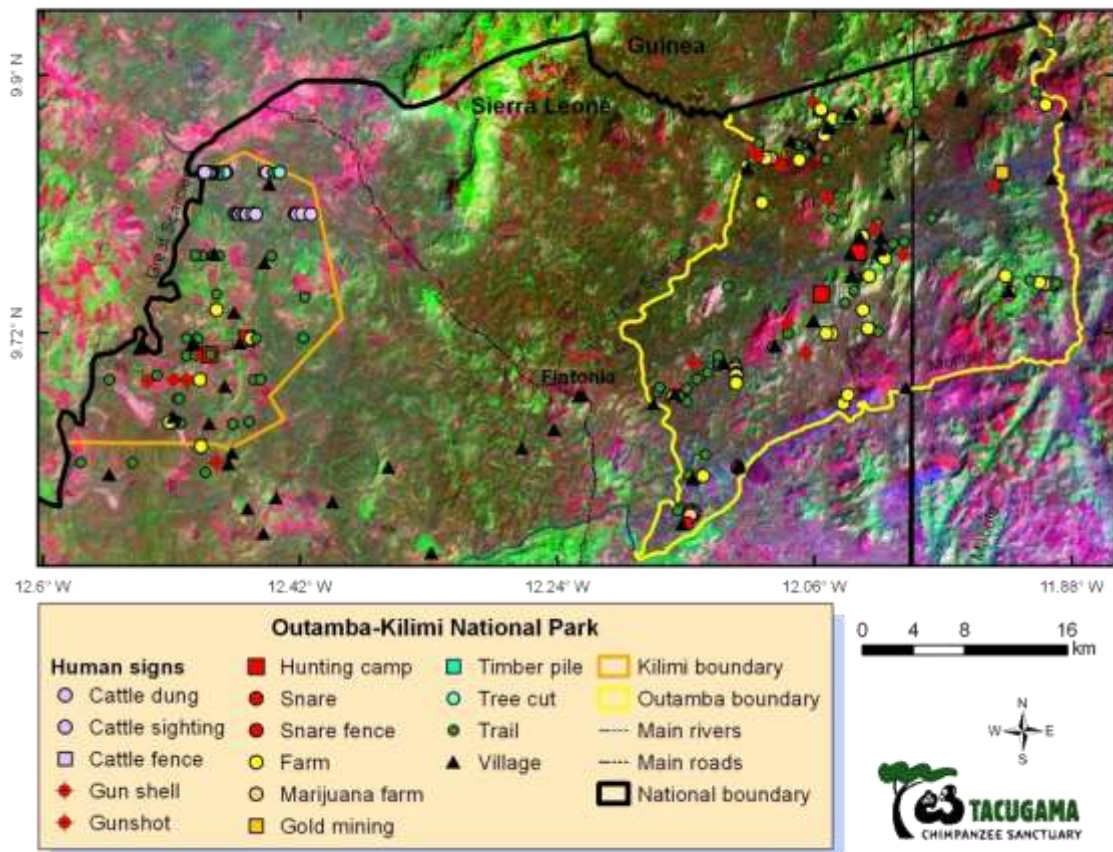 Guinea
Sierra Leone
Fintonia
9.9° N
9.72° N
12.6° W
12.42° W
12.24° W
12.06° W
11.88° W
Outamba-Kilimi National Park
Human signs
Cattle dung
Cattle sighting
Cattle fence
Gun shell
Gunshot
Hunting camp
Snare
Snare fence
Farm
Marijuana farm
Gold mining
Timber pile
Tree cut
Trail
Village
Kilimi boundary
Outamba boundary
Main rivers
Main roads
National boundary
0 4 8 16
km
N
W E
S
TACUGAMA
CHIMPANZEE SANCTUARY